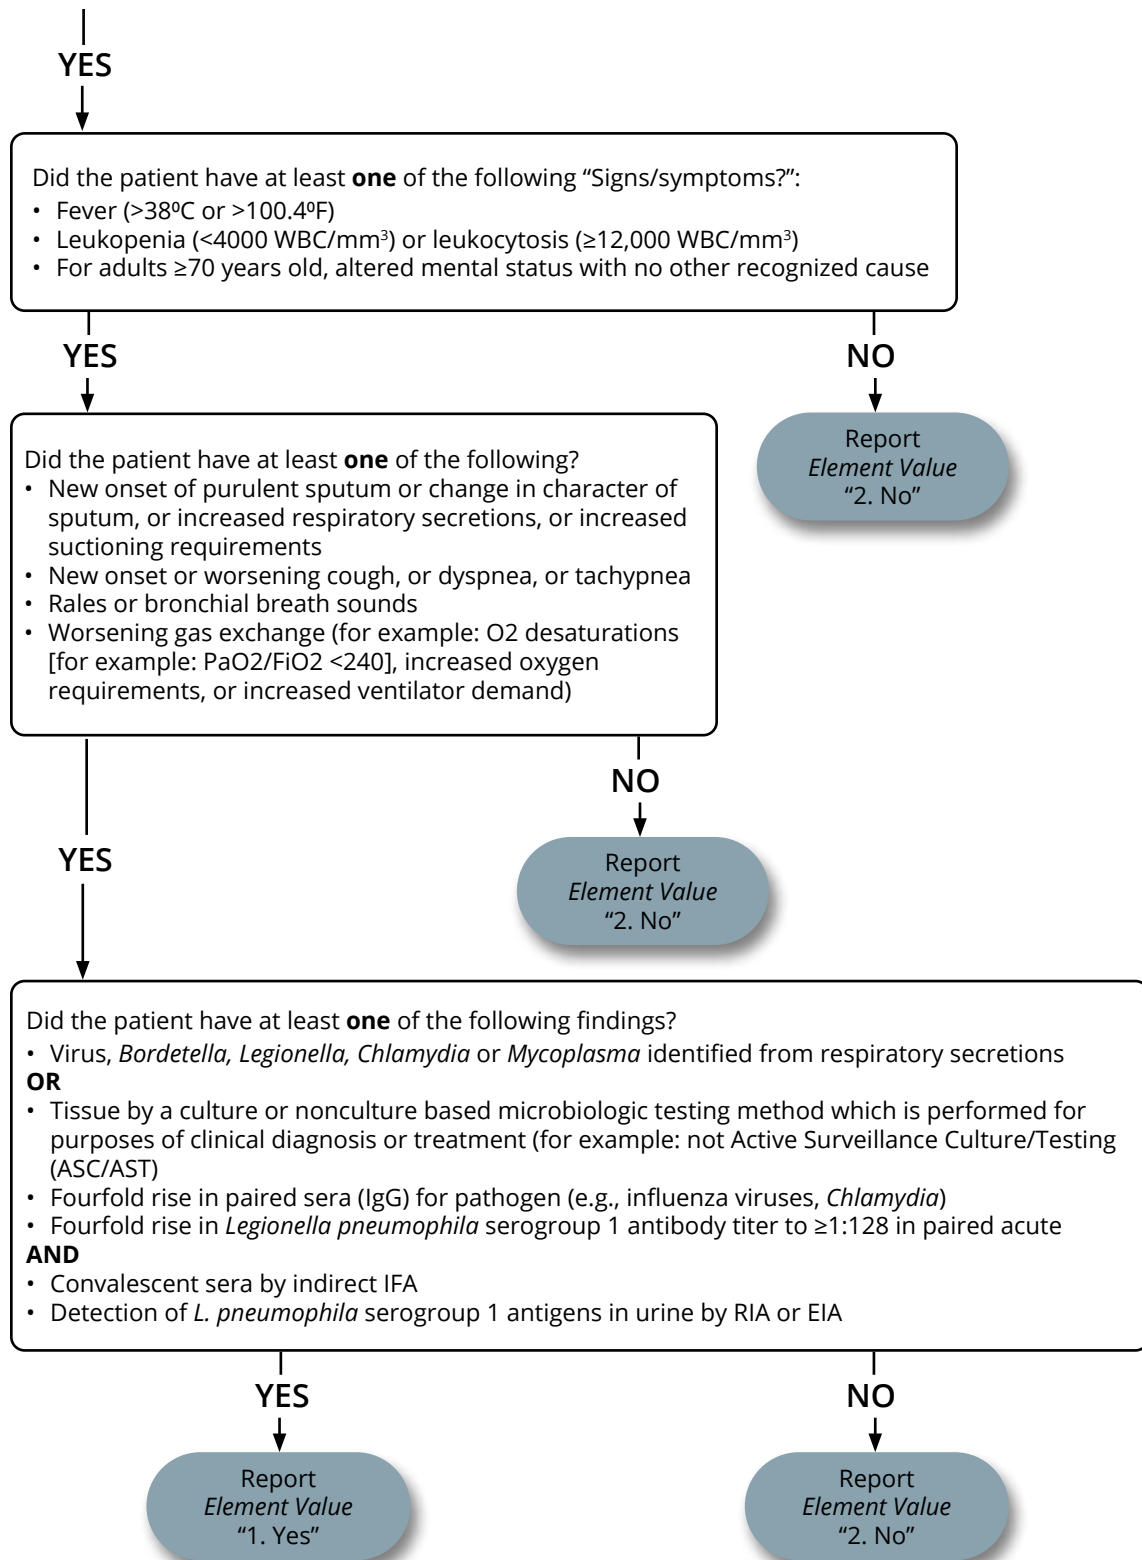 YES
Did the patient have at least one of the following “Signs/symptoms?”:
• Fever (>38⁰C or >100.4⁰F)
• Leukopenia (<4000 WBC/mm³) or leukocytosis (≥12,000 WBC/mm³)
• For adults ≥70 years old, altered mental status with no other recognized cause
YES
NO
Report
Element Value
“2. No”
Did the patient have at least one of the following?
• New onset of purulent sputum or change in character of
sputum, or increased respiratory secretions, or increased
suctioning requirements
• New onset or worsening cough, or dyspnea, or tachypnea
• Rales or bronchial breath sounds
• Worsening gas exchange (for example: O2 desaturations
[for example: PaO2/FiO2 <240], increased oxygen
requirements, or increased ventilator demand)
NO
Report
Element Value
“2. No”
YES
Did the patient have at least one of the following findings?
• Virus, Bordetella, Legionella, Chlamydia or Mycoplasma identified from respiratory secretions
OR
• Tissue by a culture or nonculture based microbiologic testing method which is performed for
purposes of clinical diagnosis or treatment (for example: not Active Surveillance Culture/Testing
(ASC/AST)
• Fourfold rise in paired sera (IgG) for pathogen (e.g., influenza viruses, Chlamydia)
• Fourfold rise in Legionella pneumophila serogroup 1 antibody titer to ≥1:128 in paired acute
AND
• Convalescent sera by indirect IFA
• Detection of L. pneumophila serogroup 1 antigens in urine by RIA or EIA
YES
NO
Report
Element Value
“1. Yes”
Report
Element Value
“2. No”